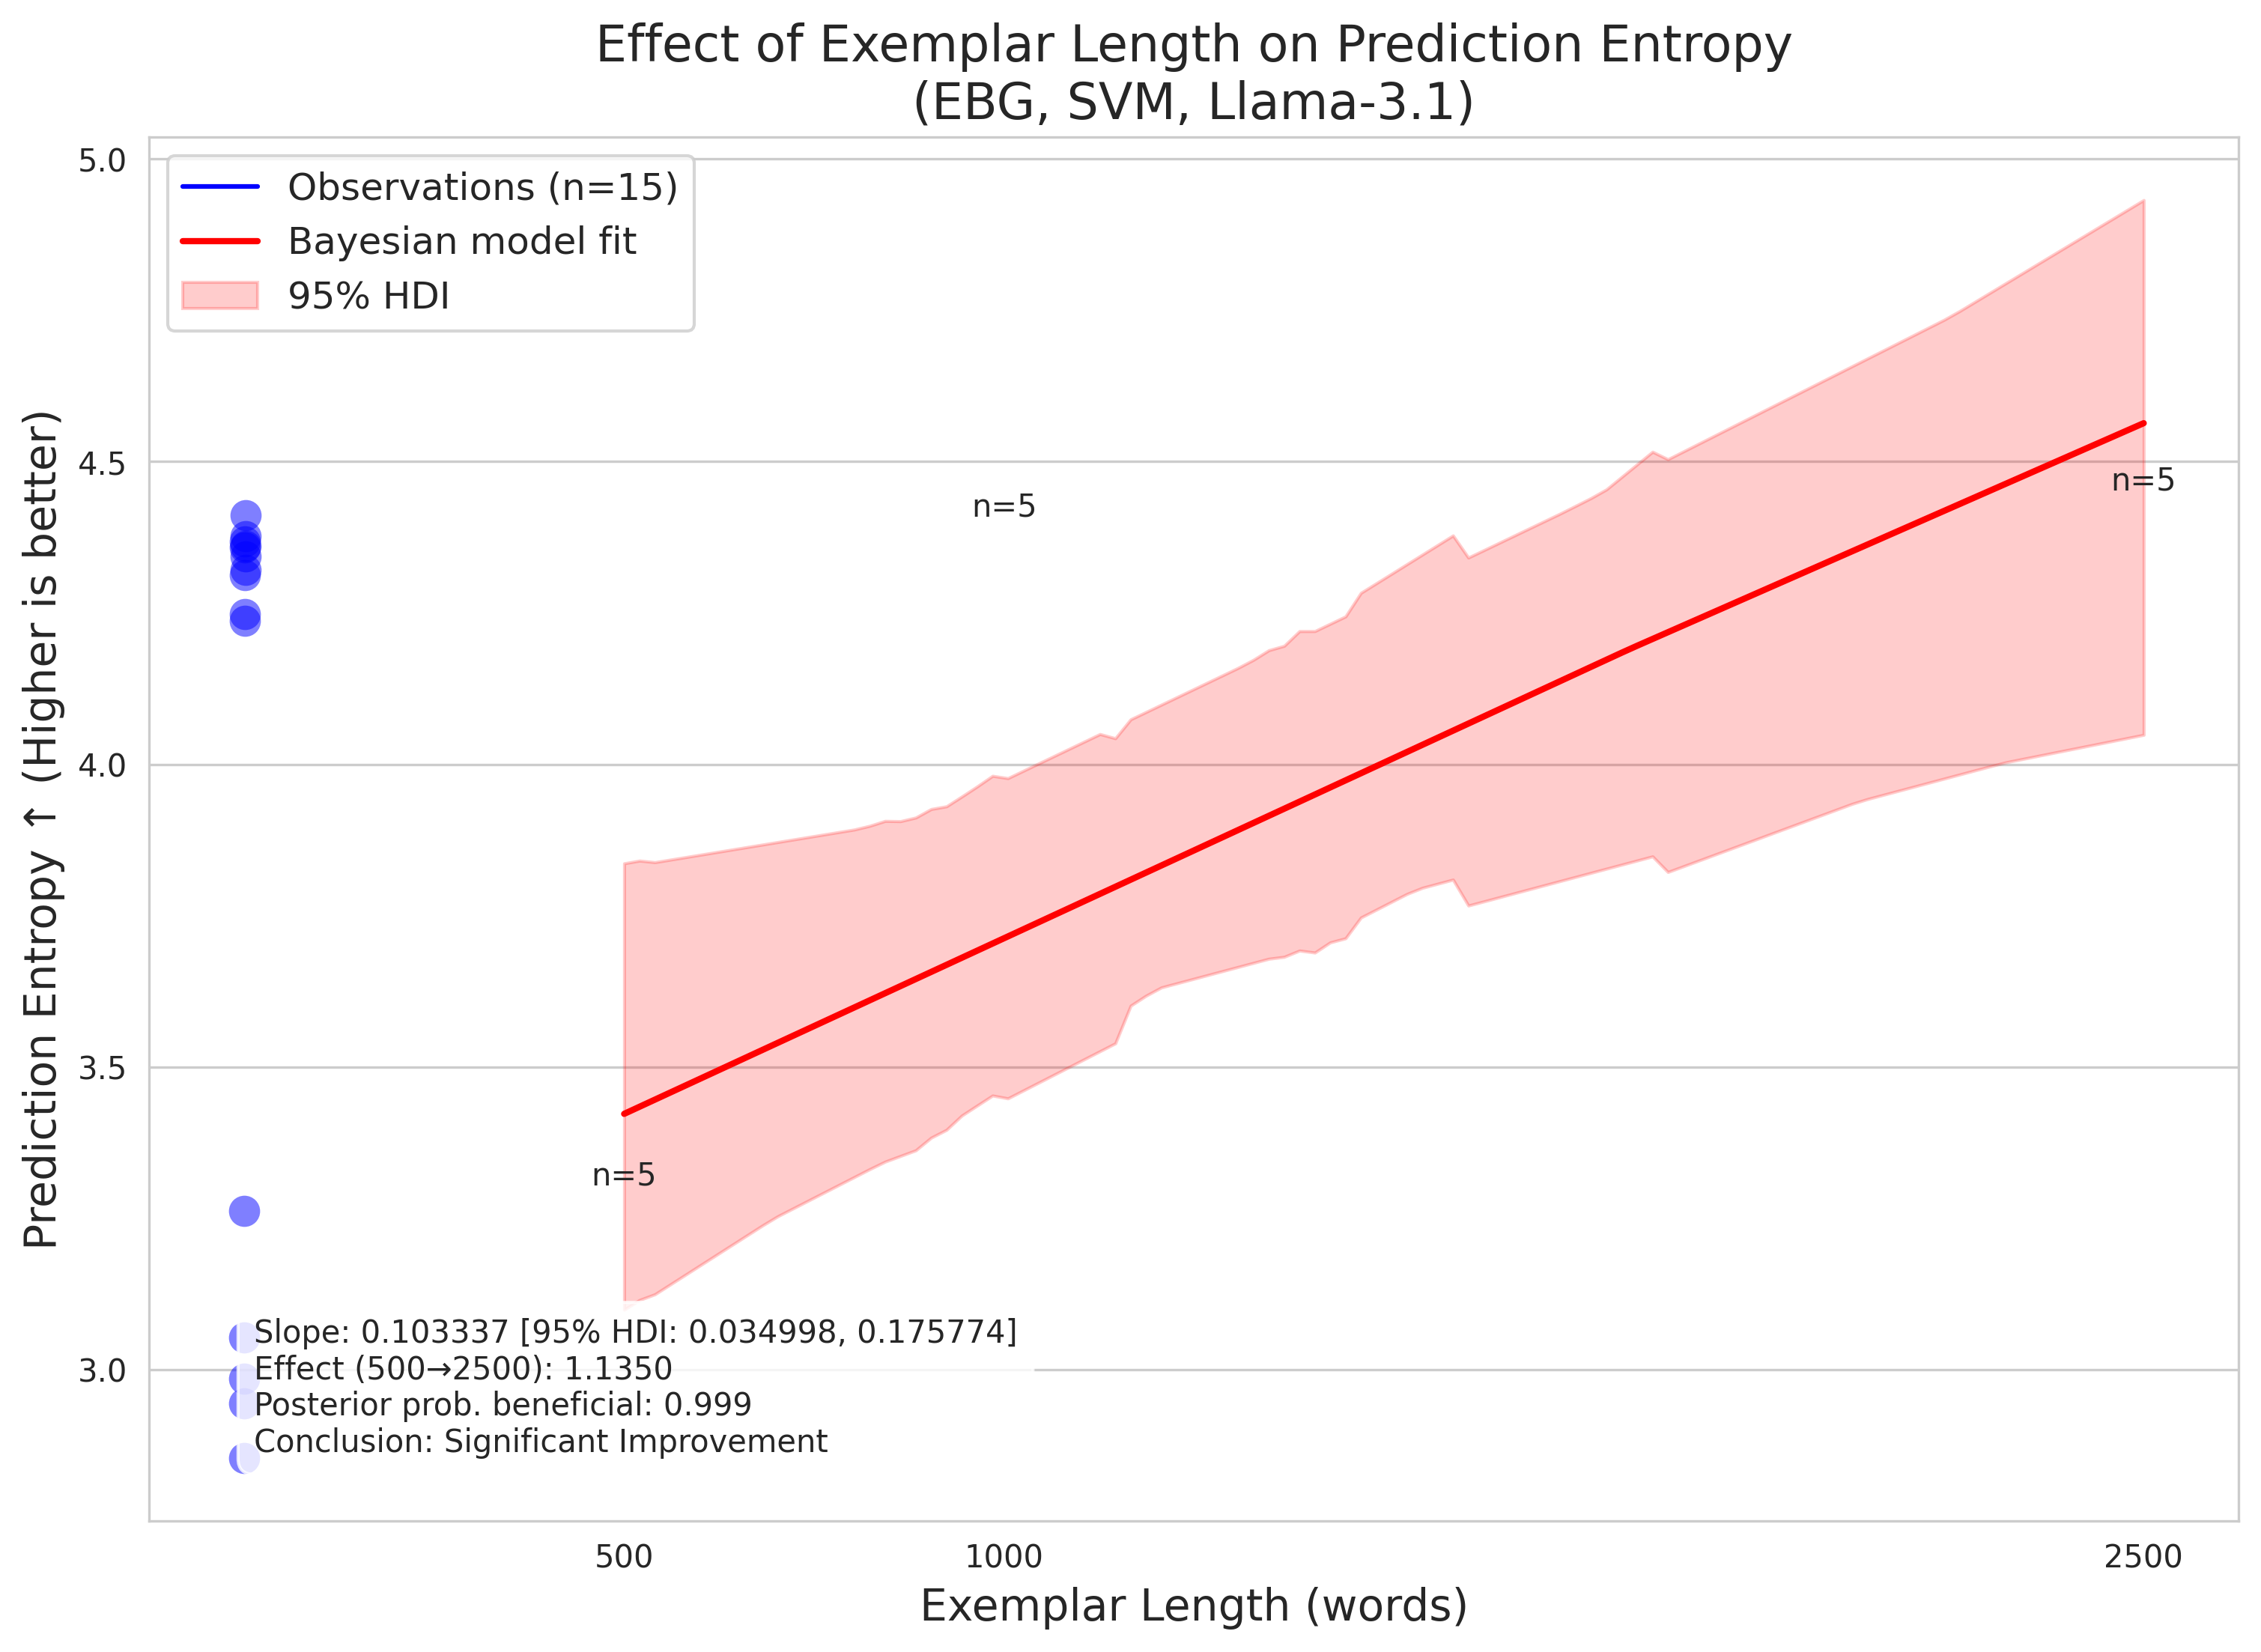 Effect of Exemplar Length on Prediction Entropy
(EBG, SVM, Llama-3.1)
5.0
4.5
4.0
3.5
3.0
Prediction Entropy ↑ (Higher is better)
Observations (n=15)
Bayesian model fit
95% HDI
n=5
n=5
n=5
Slope: 0.103337 [95% HDI: 0.034998, 0.175774]
Effect (500→2500): 1.1350
Posterior prob. beneficial: 0.999
Conclusion: Significant Improvement
500
1000
2500
Exemplar Length (words)